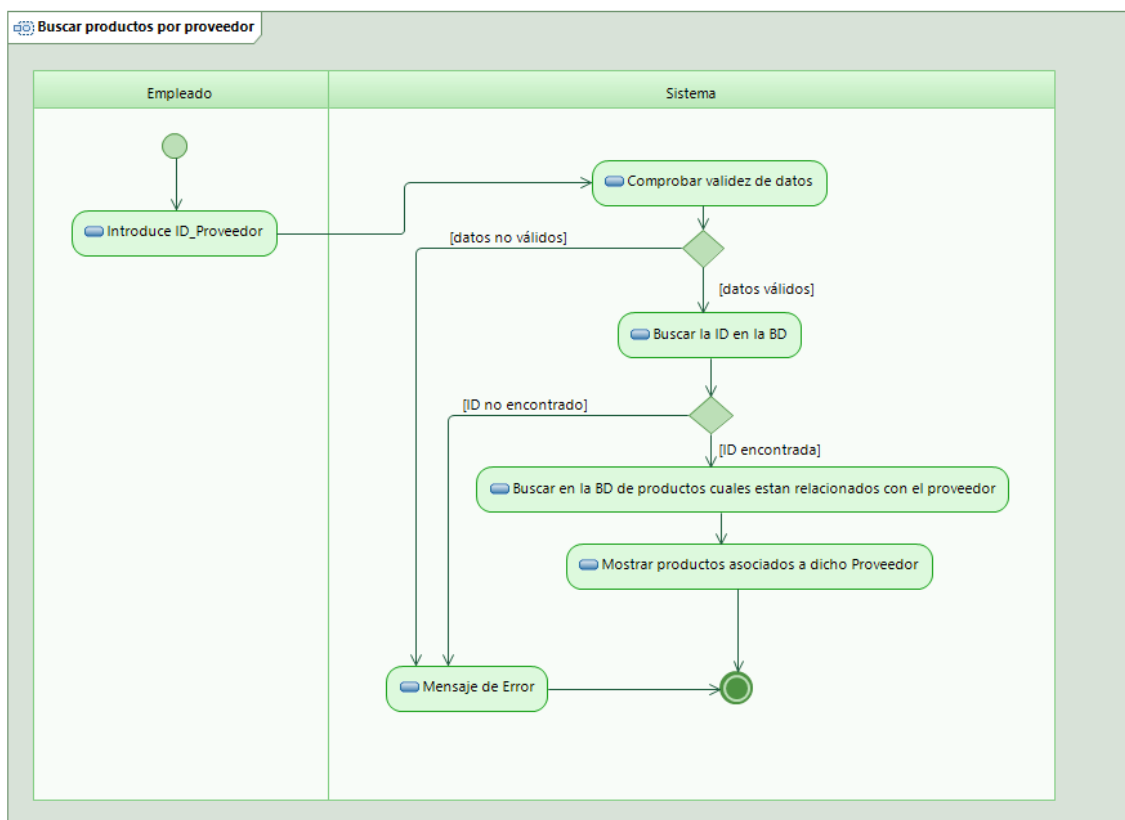 Buscar productos por proveedor
Empleado
Sistema
Comprobar validez de datos
Introduce ID_Proveedor
[datos no válidos]
[datos válidos]
Buscar la ID en la BD
[ID no encontrado]
[ID encontrada]
Buscar en la BD de productos cuales estan relacionados con el proveedor
Mostrar productos asociados a dicho Proveedor
Mensaje de Error